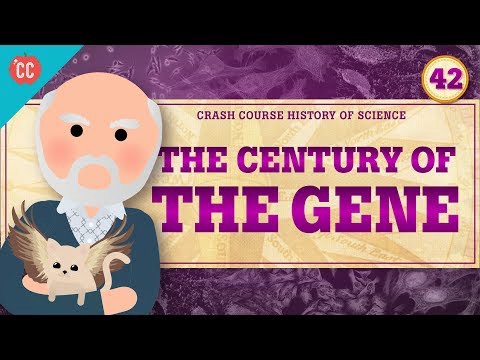 CC
42
CRASH COURSE HISTORY OF SCIENCE
THE CENTURY OF
THE GENE